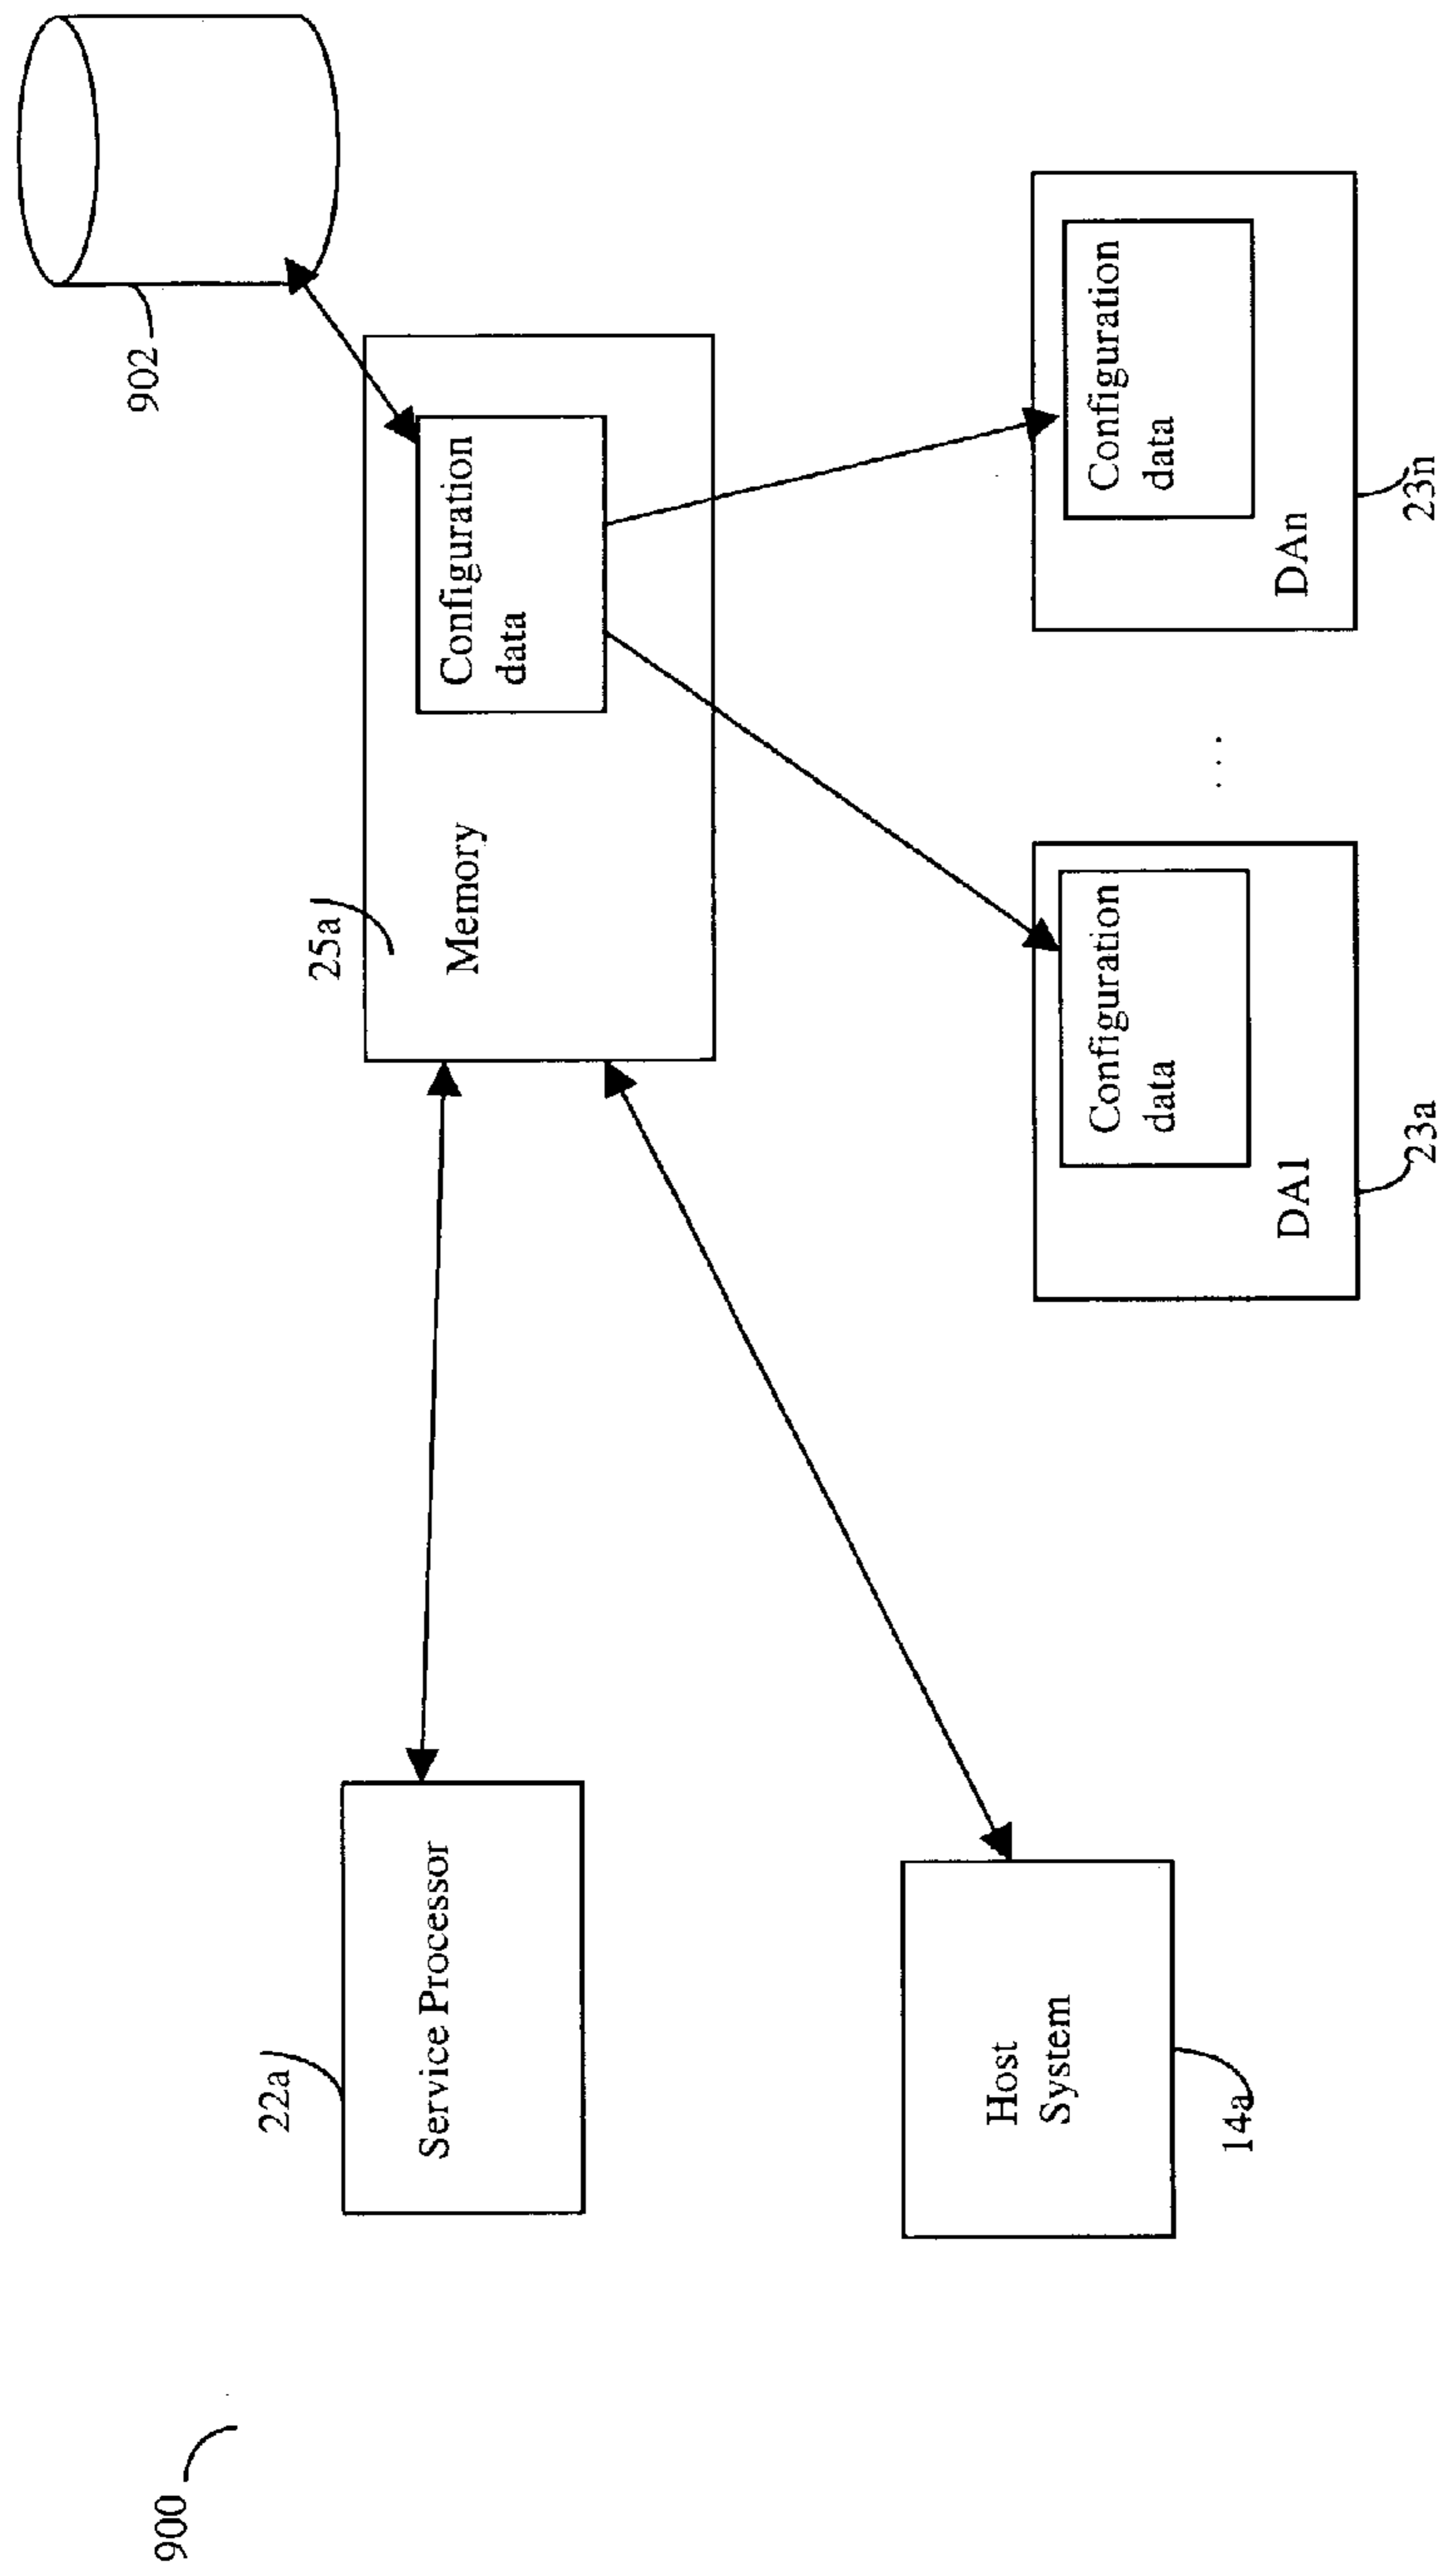 900
902
22a
Service Processor
25a
Memory
Configuration
data
Host
System
14a
Configuration
data
DA1
23a
. . .
Configuration
data
DAn
23n